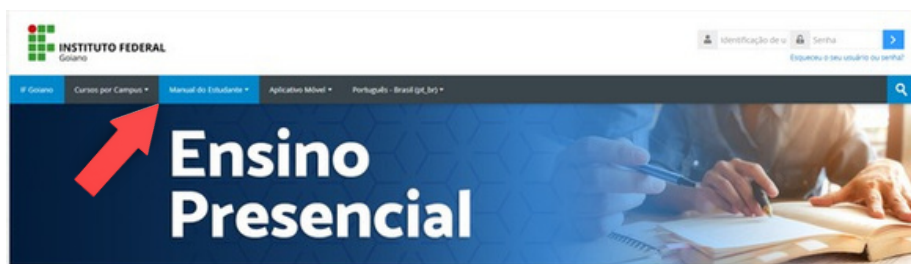 INSTITUTO FEDERAL
Goiano
Identificação de u
Senha
Esqueceu o seu usuário ou senha?
IF Goiano Cursos por Campus Manual do Estudante Aplicativo Móvel Português - Brasil (pt_br)
Ensino
Presencial